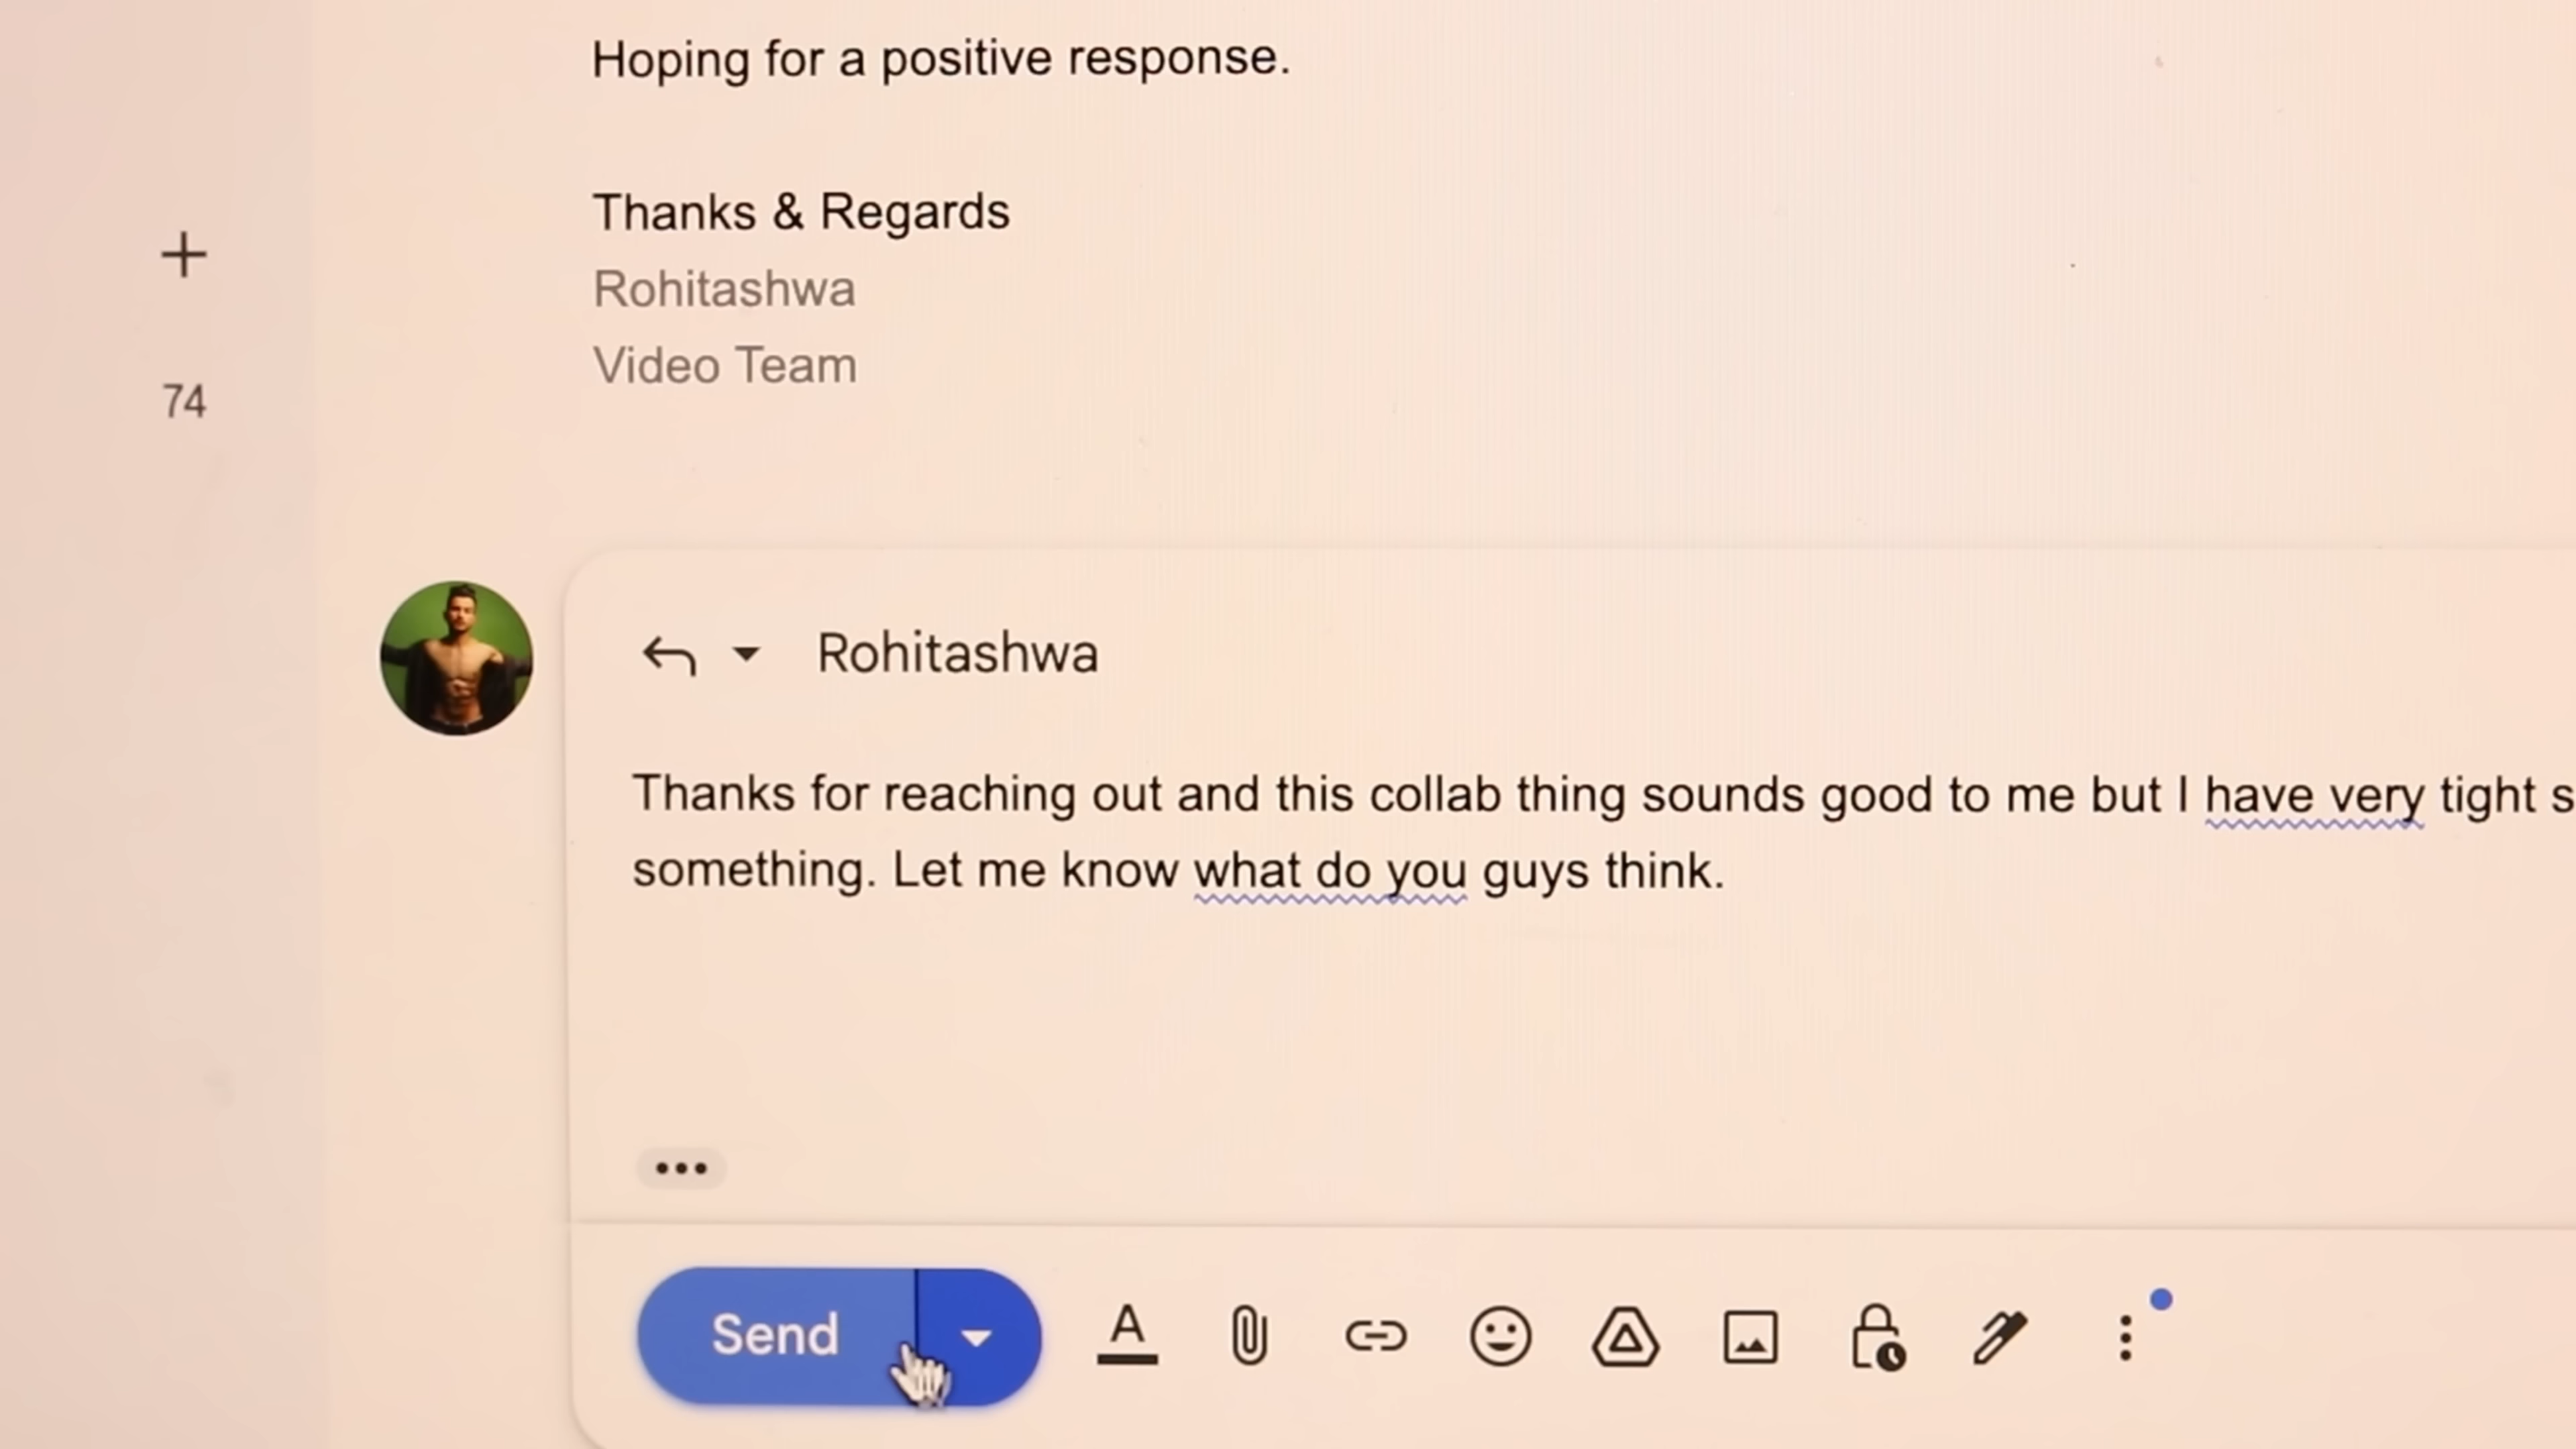 Hoping for a positive response.
Thanks & Regards
Rohitashwa
Video Team
74
Rohitashwa
Thanks for reaching out and this collab thing sounds good to me but I have very tight
something. Let me know what do you guys think.
Send